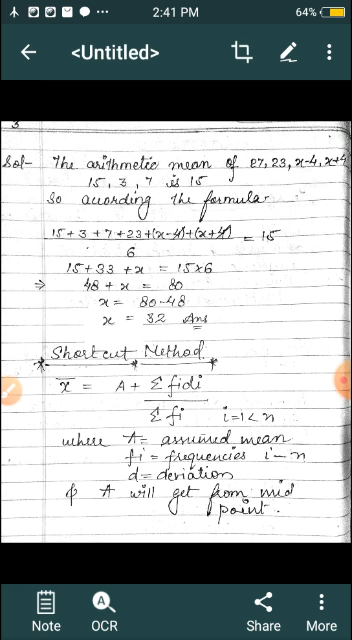 2:41 PM 64%
<Untitled>
3
Sol- The arithmetic mean of 27, 23, x-4, x+4
15, 3, 7 is 15
So according the formula
15+3+7+23+(x-4)+(x+4) = 15
6
15+33+x = 15×6
⇒ 48+x = 80
x = 80-48
x = 32 Ans
* Shortcut Method *
x̄ = A + Σfidi
Σfi i=1<n
where A = assumed mean
fi = frequencies i-n
d = deviation
A will get from mid
point.
Note OCR Share More